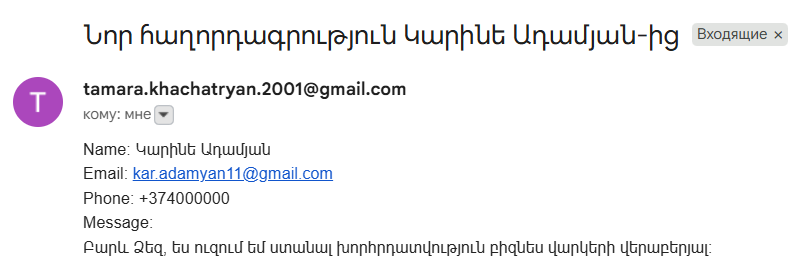 Նոր հաղորդագրություն Կարինե Ադամյան-ից Входящие ×
T
tamara.khachatryan.2001@gmail.com
кому: мне
Name: Կարինե Ադամյան
Email: kar.adamyan11@gmail.com
Phone: +374000000
Message:
Բարև Ձեզ, ես ուզում եմ ստանալ խորհրդատվություն բիզնես վարկերի վերաբերյալ: